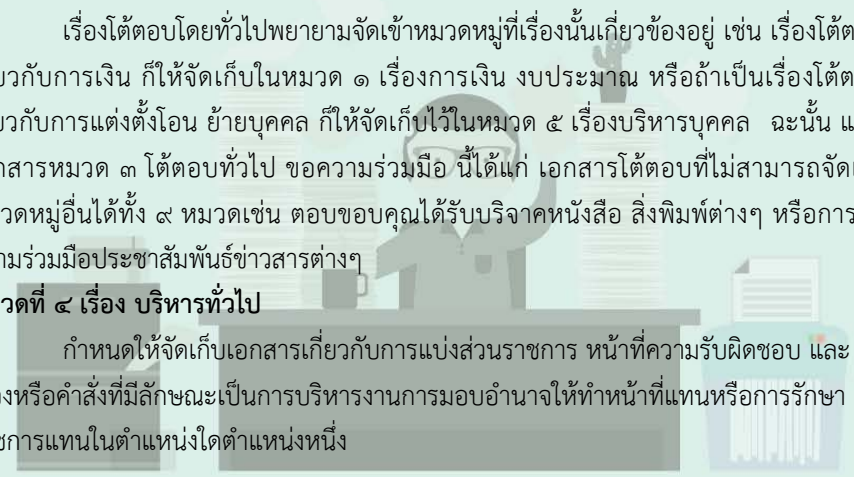 เรื่องโต้ตอบโดยทั่วไปพยายามจัดเข้าหมวดหมู่ที่เรื่องนั้นเกี่ยวข้องอยู่ เช่น เรื่องโต้ต
ยวกับการเงิน ก็ให้จัดเก็บในหมวด ๑ เรื่องการเงิน งบประมาณ หรือถ้าเป็นเรื่องโต้ต
ยวกับการแต่งตั้งโอน ย้ายบุคคล ก็ให้จัดเก็บไว้ในหมวด ๕ เรื่องบริหารบุคคล ฉะนั้น แ
กสารหมวด ๓ โต้ตอบทั่วไป ขอความร่วมมือ นี้ได้แก่ เอกสารโต้ตอบที่ไม่สามารถจัดเ
วดหมู่อื่นได้ทั้ง ๙ หมวดเช่น ตอบขอบคุณได้รับบริจาคหนังสือ สิ่งพิมพ์ต่างๆ หรือการ
ามร่วมมือประชาสัมพันธ์ข่าวสารต่างๆ
วดที่ ๔ เรื่อง บริหารทั่วไป
กำหนดให้จัดเก็บเอกสารเกี่ยวกับการแบ่งส่วนราชการ หน้าที่ความรับผิดชอบ และ
องหรือคำสั่งที่มีลักษณะเป็นการบริหารงานการมอบอำนาจให้ทำหน้าที่แทนหรือการรักษา
ชการแทนในตำแหน่งใดตำแหน่งหนึ่ง